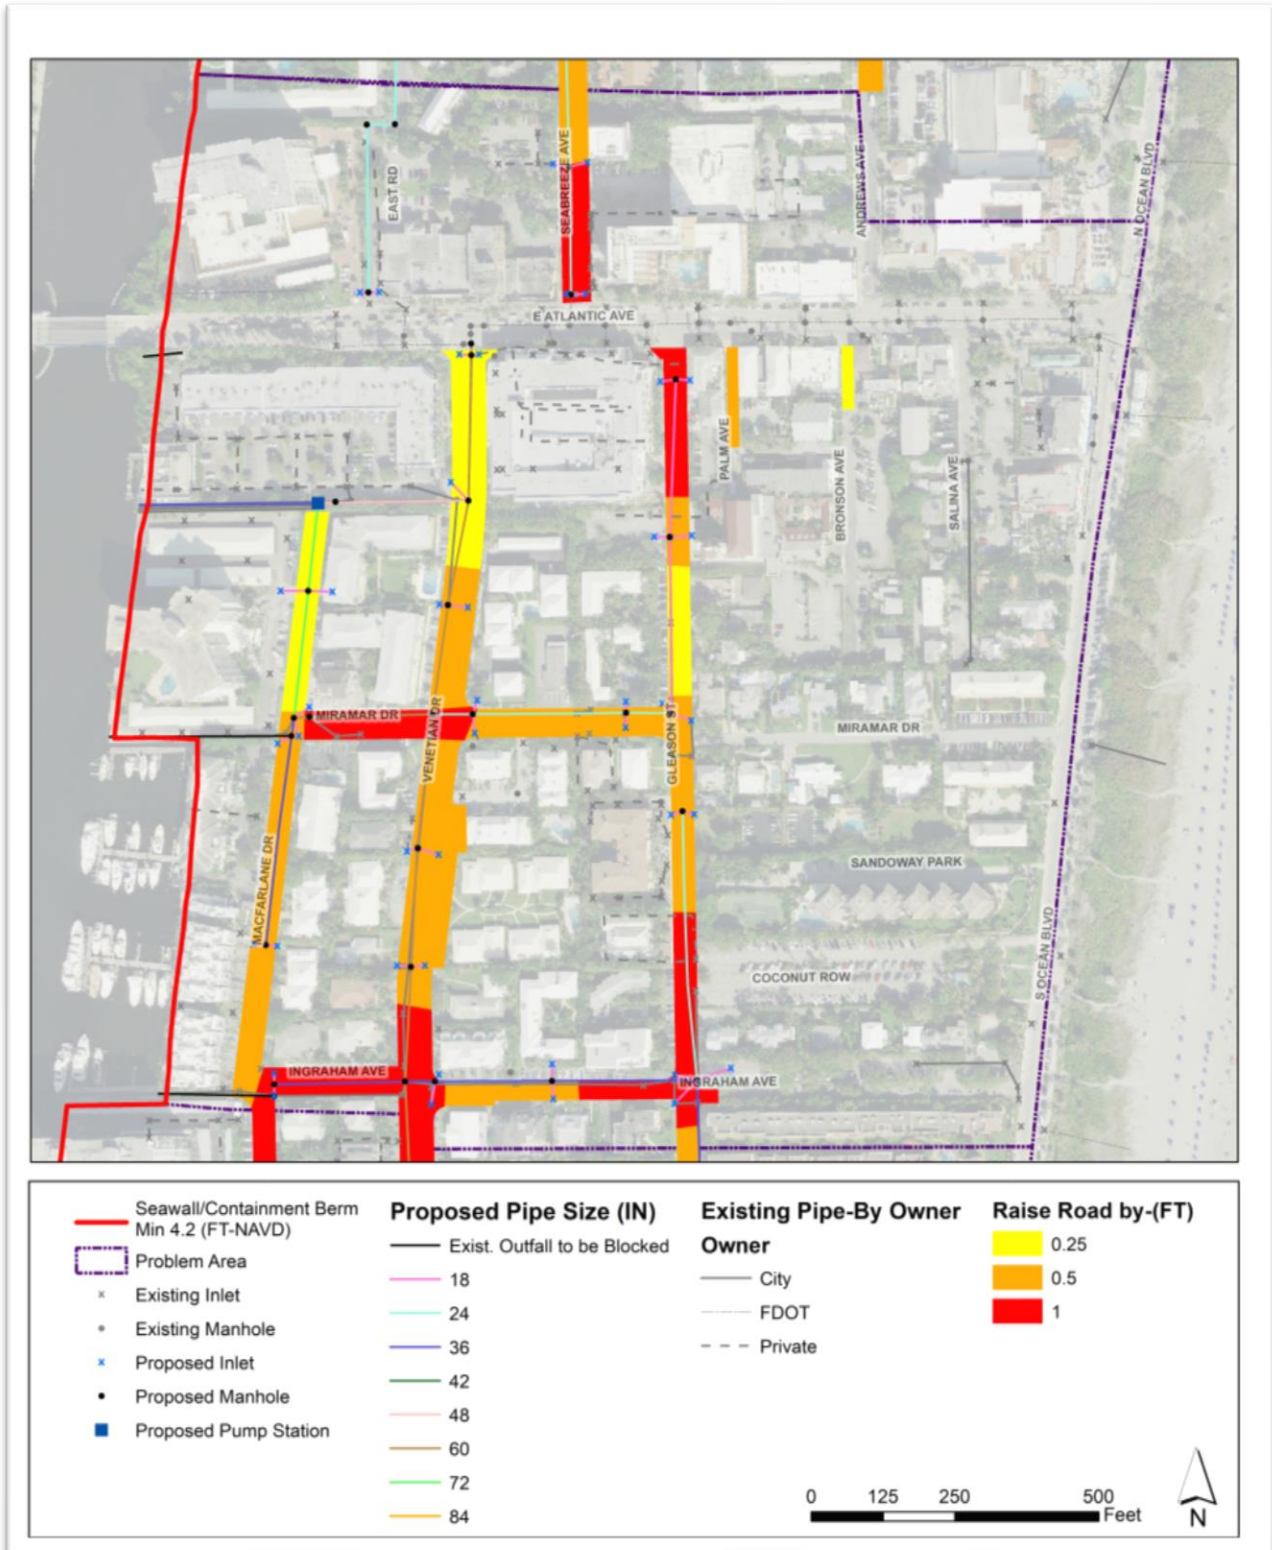 SEABREEZE AVE
EAST RD
ANDREWS AVE
N OCEAN BLVD
E ATLANTIC AVE
PALM AVE
BRONSON AVE
SALINA AVE
MIRAMAR DR
VENETIAN DR
GLEASON ST
MIRAMAR DR
MACFARLANE DR
SANDOWAY PARK
S OCEAN BLVD
COCONUT ROW
INGRAHAM AVE
INGRAHAM AVE
Seawall/Containment Berm
Min 4.2 (FT-NAVD)
Problem Area
Existing Inlet
Existing Manhole
Proposed Inlet
Proposed Manhole
Proposed Pump Station
Proposed Pipe Size (IN)
Exist. Outfall to be Blocked
18
24
36
42
48
60
72
84
Existing Pipe-By Owner
Owner
City
FDOT
Private
Raise Road by-(FT)
0.25
0.5
1
0 125 250 500
Feet
N